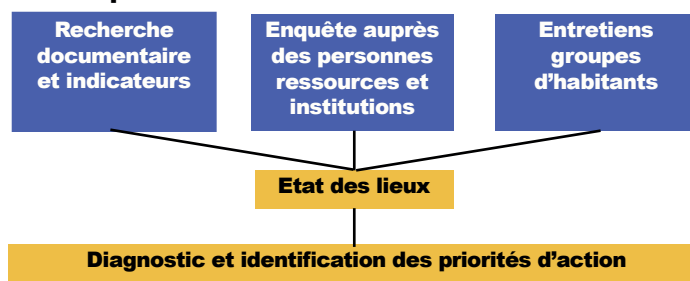 Recherche
documentaire
et indicateurs
Enquête auprès
des personnes
ressources et
institutions
Entretiens
groupes
d'habitants
Etat des lieux
Diagnostic et identification des priorités d'action